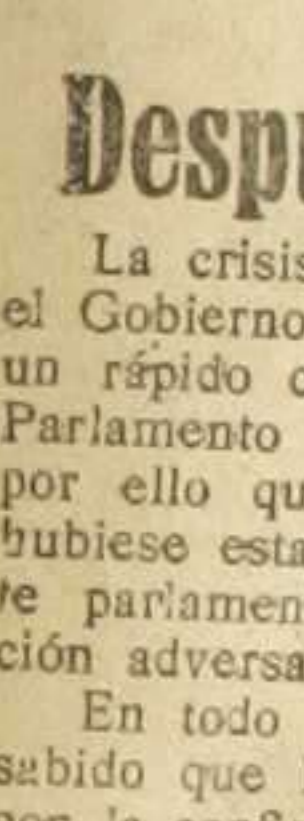 Desp
La crisis
el Gobierno
un rápido
Parlamento
por ello qu
hubiese esta
te parlamen
ción adversa
En todo
sabido que